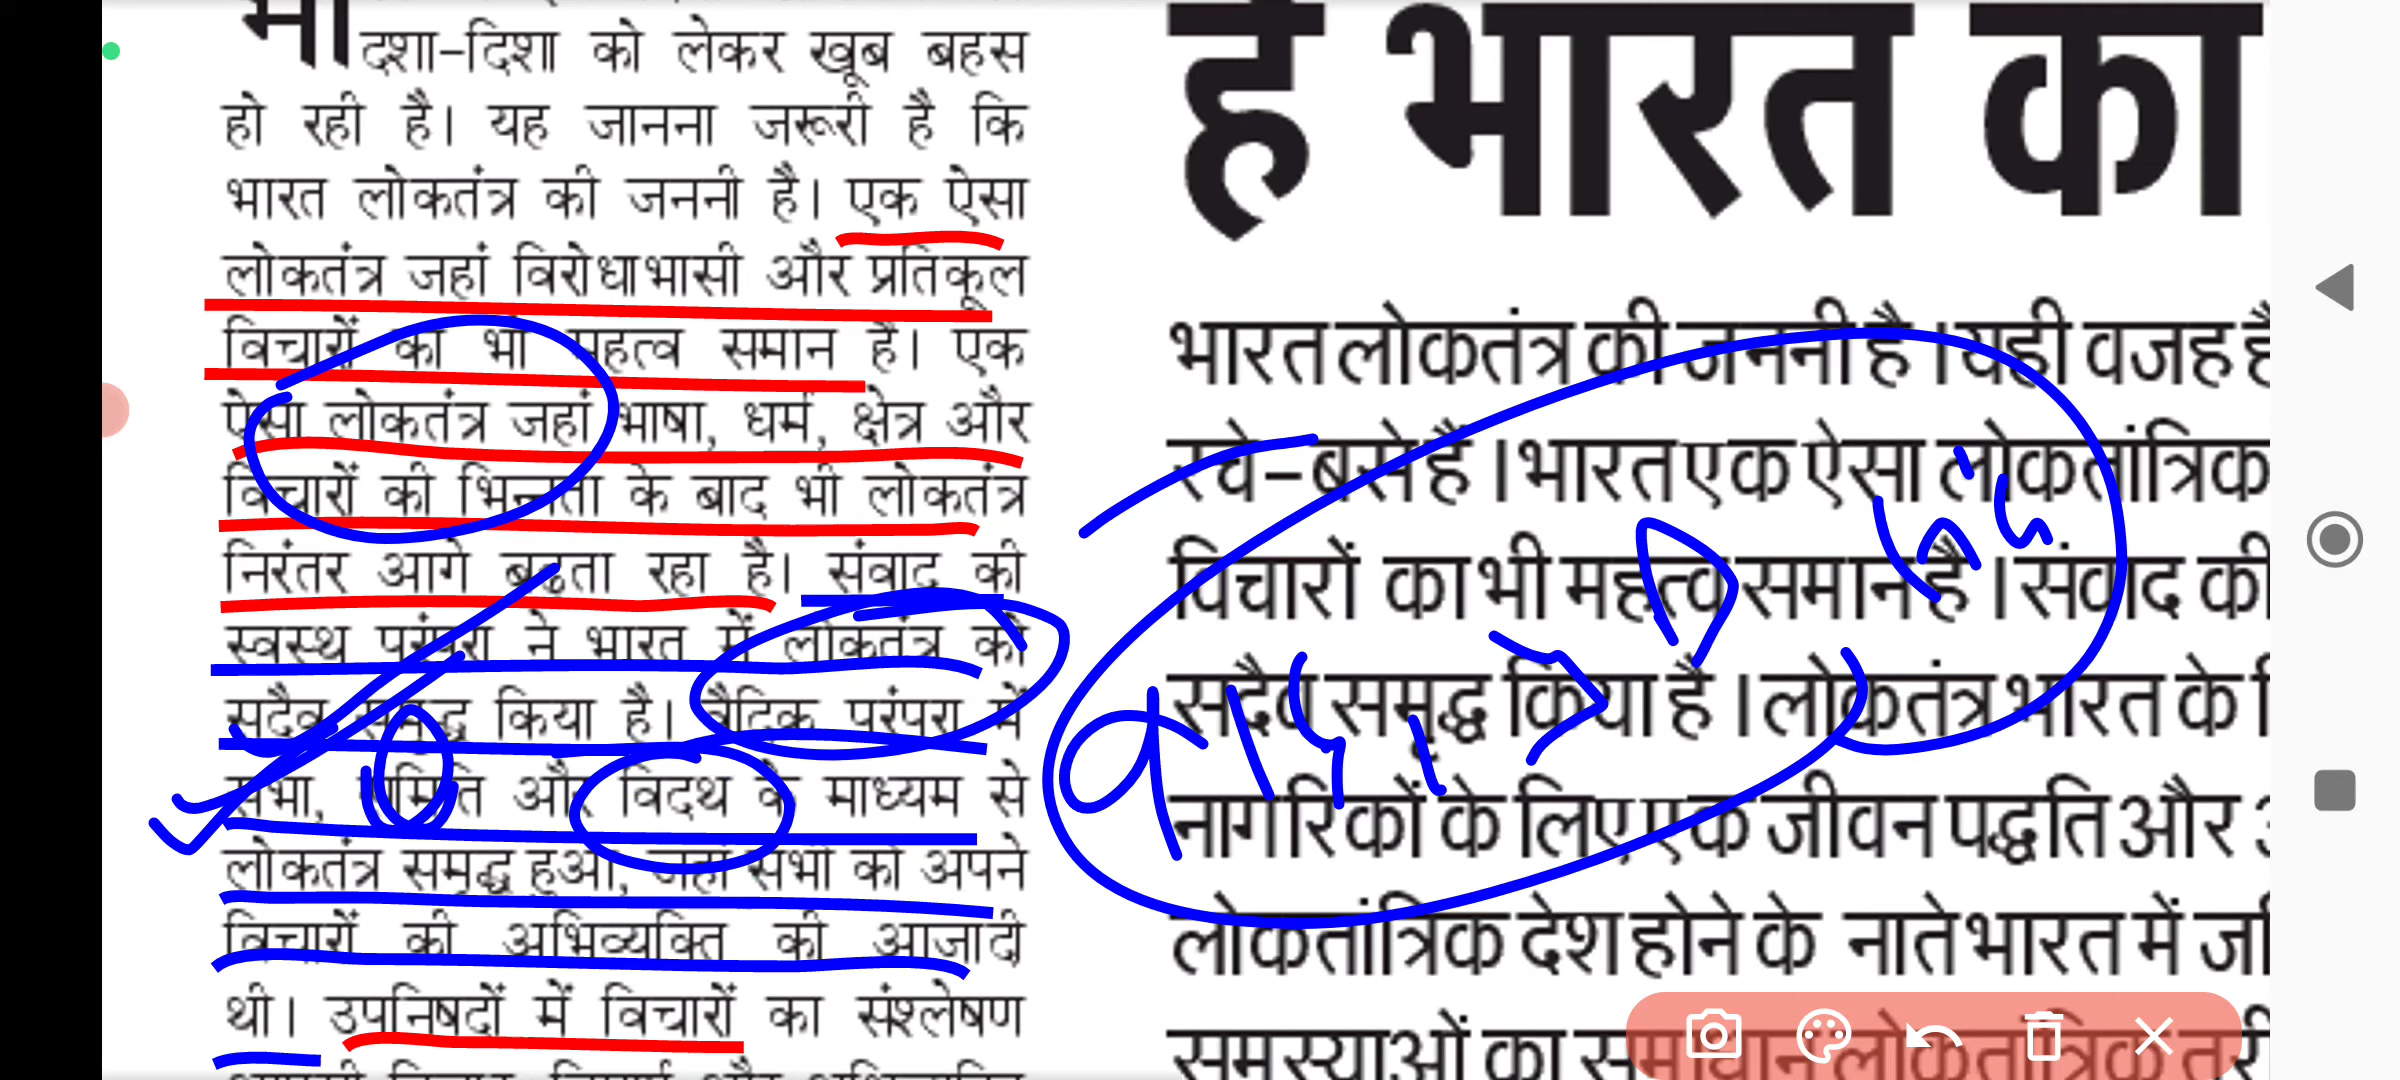 दशा-दिशा को लेकर खूब बहस
हो रही है। यह जानना जरूरी है कि
भारत लोकतंत्र की जननी है। एक ऐसा
लोकतंत्र जहां विरोधाभासी और प्रतिकूल
विचारों का भी महत्व समान है। एक
ऐसा लोकतंत्र जहां भाषा, धर्म, क्षेत्र और
विचारों की भिन्नता के बाद भी लोकतंत्र
निरंतर आगे बढ़ता रहा है। संवाद की
स्वस्थ परंपरा ने भारत में लोकतंत्र को
सदैव समृद्ध किया है। वैदिक परंपरा में
सभा, समिति और विदथ के माध्यम से
लोकतंत्र समृद्ध हुआ, जहां सभी को अपने
विचारों की अभिव्यक्ति की आजादी
थी। उपनिषदों में विचारों का संश्लेषण
है भारत का
भारत लोकतंत्र की जननी है। यही वजह है
रचे-बसे हैं। भारत एक ऐसा लोकतांत्रिक
विचारों का भी महत्व समान है। संवाद की
सदैव समृद्ध किया है। लोकतंत्र भारत के
नागरिकों के लिए एक जीवन पद्धति और
लोकतांत्रिक देश होने के नाते भारत में
समस्याओं का समाधान लोकतांत्रिक